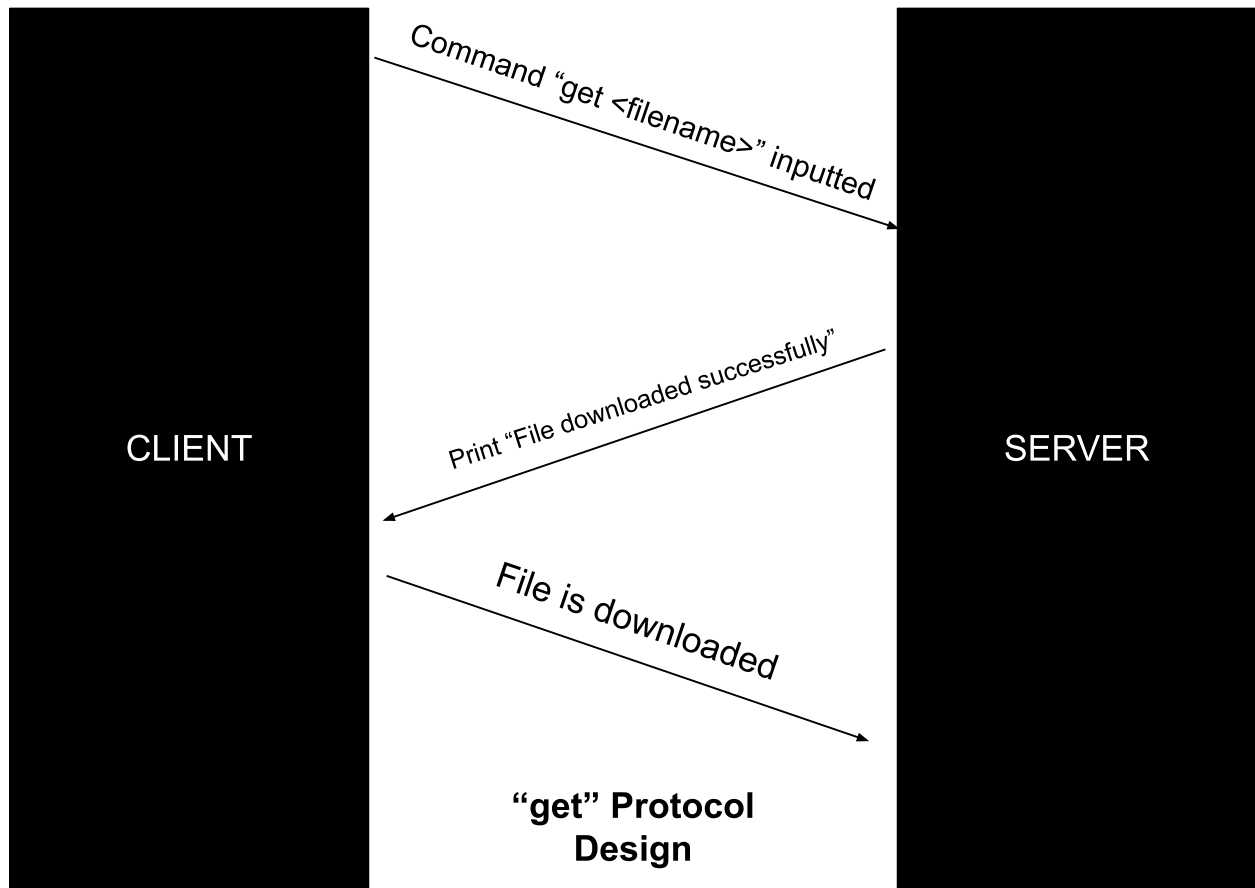 Command “get <filename>” inputted
Print “File downloaded successfully”
CLIENT
SERVER
File is downloaded
“get” Protocol
Design